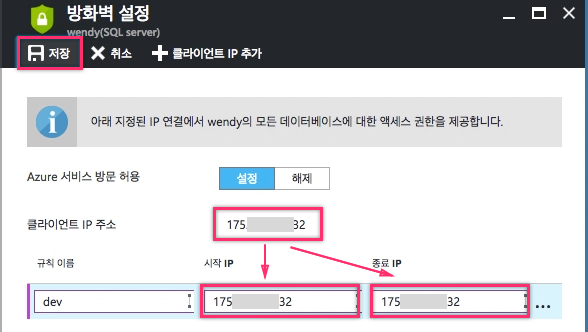 방화벽 설정
wendy(SQL server)
저장 취소 클라이언트 IP 추가
아래 지정된 IP 연결에서 wendy의 모든 데이터베이스에 대한 액세스 권한을 제공합니다.
Azure 서비스 방문 허용 설정 해제
클라이언트 IP 주소 175 32
규칙 이름 시작 IP 종료 IP
dev 175 32 175 32 ...